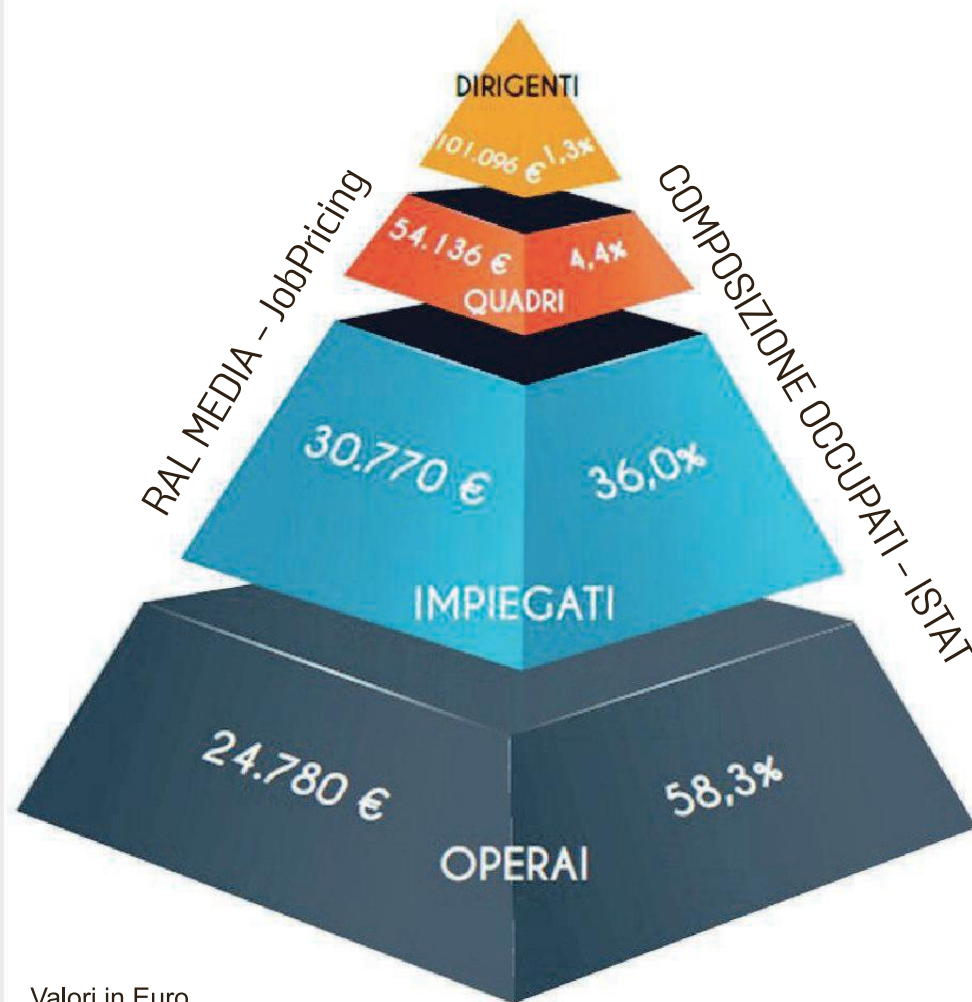 DIRIGENTI
101.096 € 1,3%
54.136 € 4,4%
QUADRI
RAL MEDIA - JobPricing
COMPOSIZIONE OCCUPATI - ISTAT
30.770 € 36,0%
IMPIEGATI
24.780 € 58,3%
OPERAI
Valori in Euro